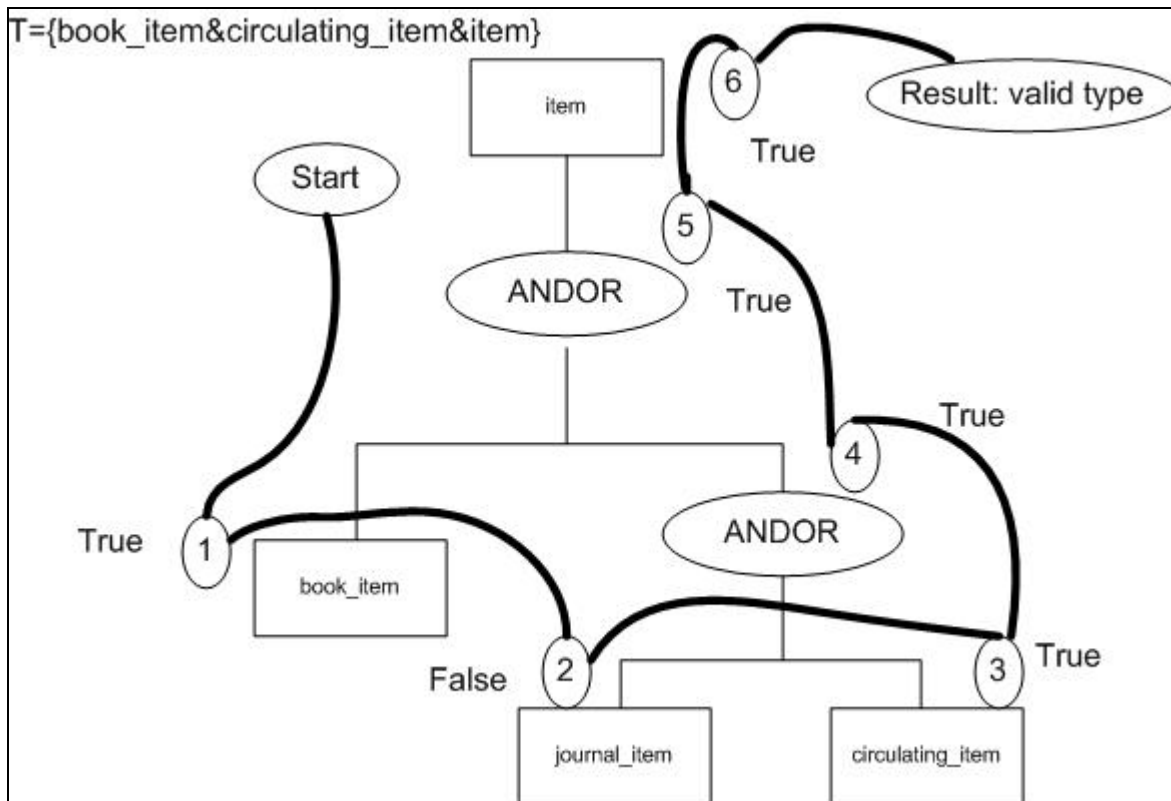 T={book_item&circulating_item&item}
item
6
Result: valid type
True
Start
5
ANDOR
True
True
4
True
1
ANDOR
book_item
False
2
3
True
journal_item
circulating_item